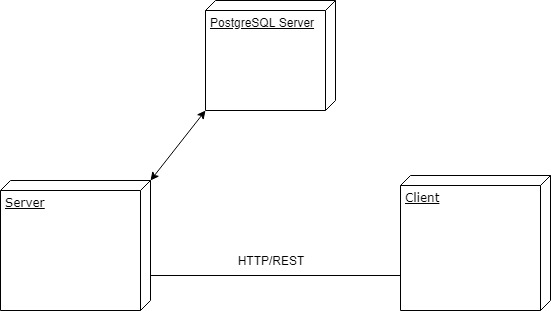 PostgreSQL Server
Server
Client
HTTP/REST